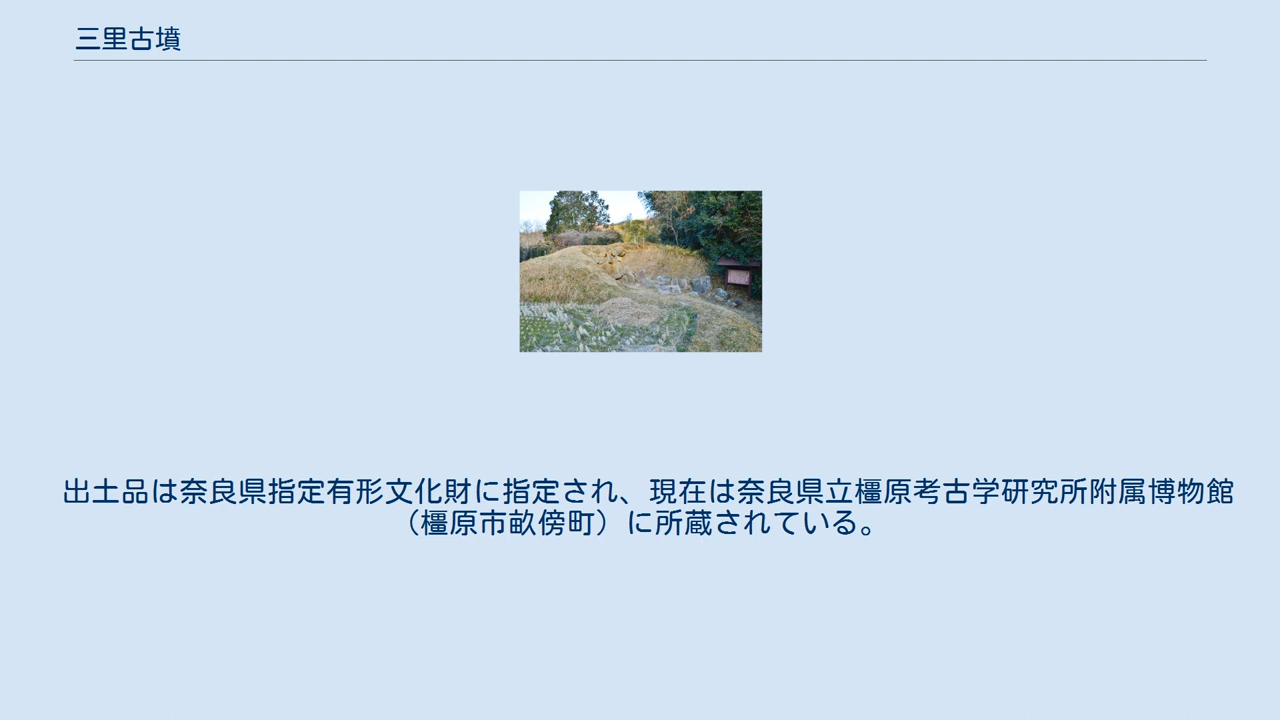 三里古墳
出土品は奈良県指定有形文化財に指定され、現在は奈良県立橿原考古学研究所附属博物館
（橿原市畝傍町）に所蔵されている。